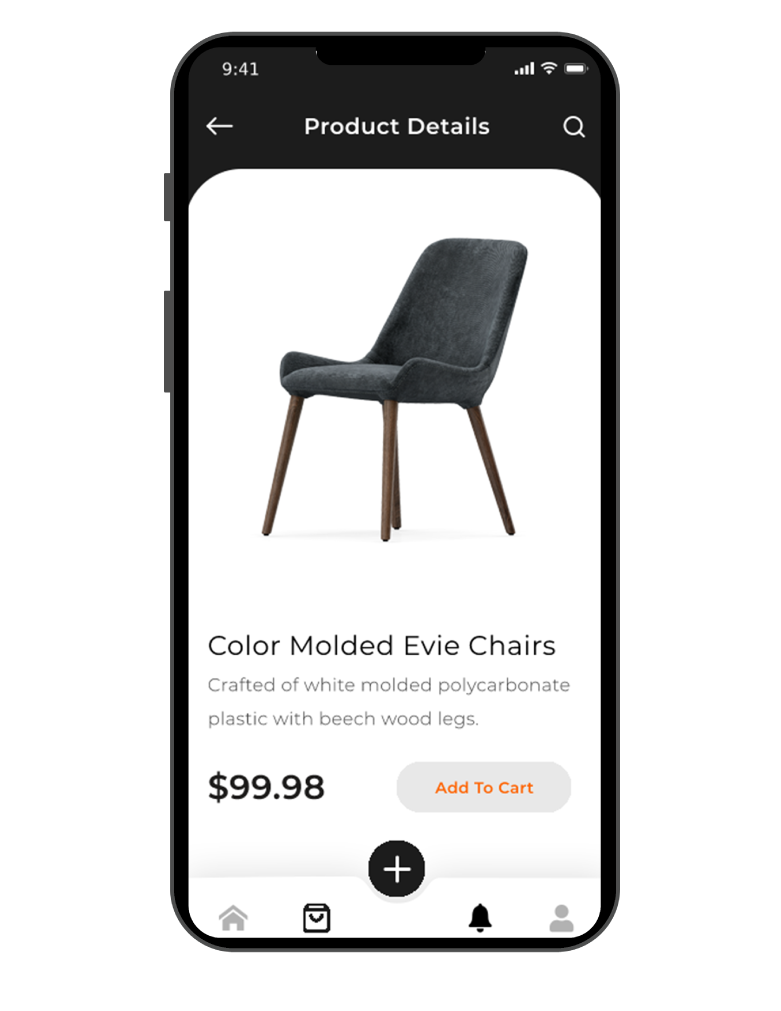 9:41
Product Details
Color Molded Evie Chairs
Crafted of white molded polycarbonate
plastic with beech wood legs.
$99.98
Add To Cart